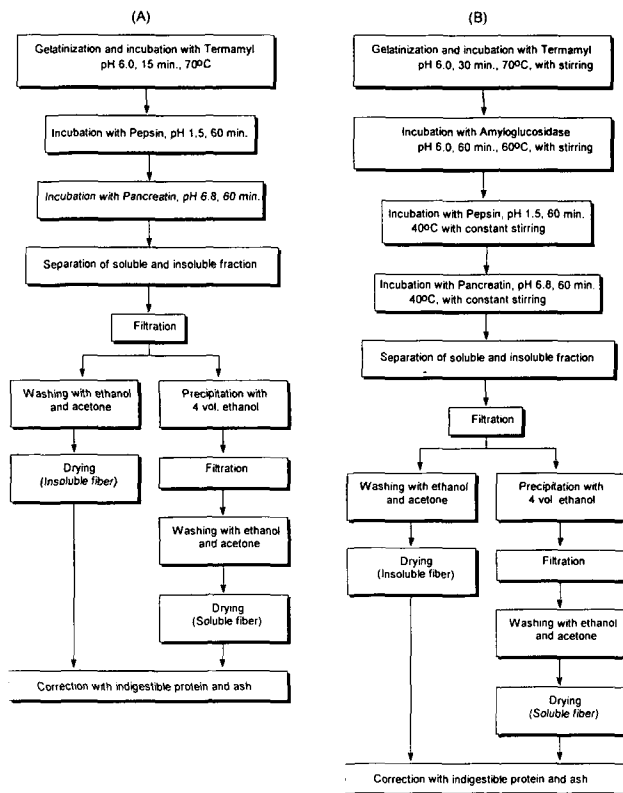 (A)
Gelatinization and incubation with Termamyl
pH 6.0, 15 min., 70ºC
Incubation with Pepsin, pH 1.5, 60 min.
Incubation with Pancreatin, pH 6.8, 60 min.
Separation of soluble and insoluble fraction
Filtration
Washing with ethanol
and acetone
Precipitation with
4 vol. ethanol
Drying
(Insoluble fiber)
Filtration
Washing with ethanol
and acetone
Drying
(Soluble fiber)
Correction with indigestible protein and ash
(B)
Gelatinization and incubation with Termamyl
pH 6.0, 30 min., 70ºC, with stirring
Incubation with Amyloglucosidase
pH 6.0, 60 min., 60ºC, with stirring
Incubation with Pepsin, pH 1.5, 60 min.
40ºC with constant stirring
Incubation with Pancreatin, pH 6.8, 60 min.
40ºC, with constant stirring
Separation of soluble and insoluble fraction
Filtration
Washing with ethanol
and acetone
Precipitation with
4 vol. ethanol
Drying
(Insoluble fiber)
Filtration
Washing with ethanol
and acetone
Drying
(Soluble fiber)
Correction with indigestible protein and ash